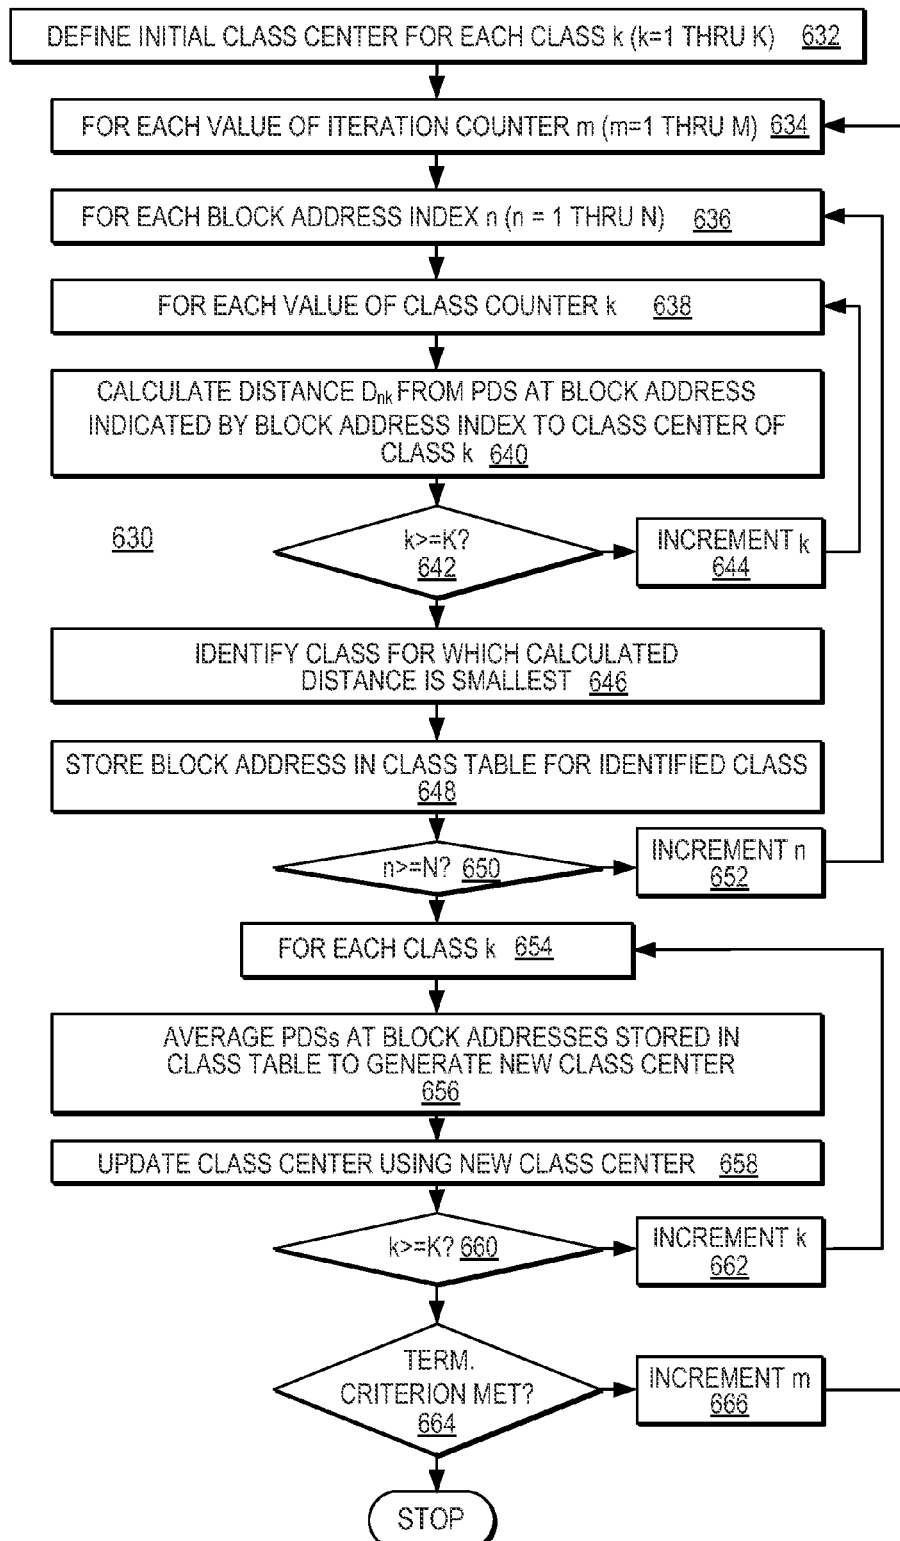 DEFINE INITIAL CLASS CENTER FOR EACH CLASS k (k=1 THRU K) 632
FOR EACH VALUE OF ITERATION COUNTER m (m=1 THRU M) 634
FOR EACH BLOCK ADDRESS INDEX n (n = 1 THRU N) 636
FOR EACH VALUE OF CLASS COUNTER k 638
CALCULATE DISTANCE Dnk FROM PDS AT BLOCK ADDRESS
INDICATED BY BLOCK ADDRESS INDEX TO CLASS CENTER OF
CLASS k 640
630
k>=K?
642
INCREMENT k
644
IDENTIFY CLASS FOR WHICH CALCULATED
DISTANCE IS SMALLEST 646
STORE BLOCK ADDRESS IN CLASS TABLE FOR IDENTIFIED CLASS
648
n>=N? 650
INCREMENT n
652
FOR EACH CLASS k 654
AVERAGE PDSs AT BLOCK ADDRESSES STORED IN
CLASS TABLE TO GENERATE NEW CLASS CENTER
656
UPDATE CLASS CENTER USING NEW CLASS CENTER 658
k>=K? 660
INCREMENT k
662
TERM.
CRITERION MET?
664
INCREMENT m
666
STOP